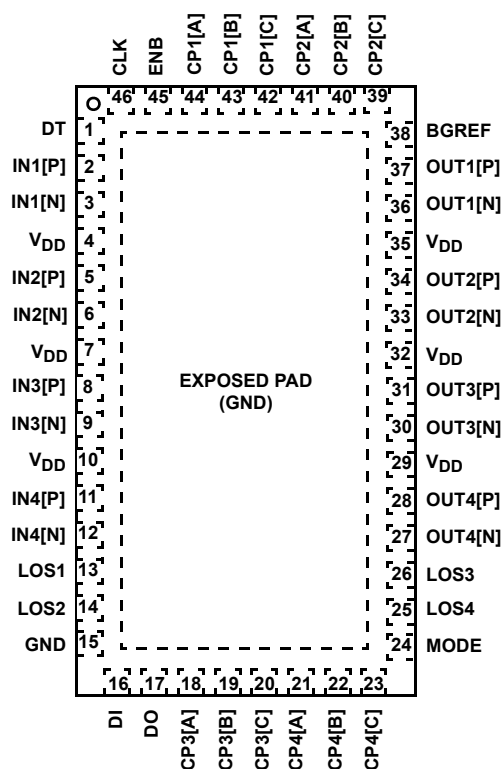 CLK
ENB
CP1[A]
CP1[B]
CP1[C]
CP2[A]
CP2[B]
CP2[C]
46 45 44 43 42 41 40 39
DT 1
IN1[P] 2
IN1[N] 3
VDD 4
IN2[P] 5
IN2[N] 6
VDD 7
IN3[P] 8
IN3[N] 9
VDD 10
IN4[P] 11
IN4[N] 12
LOS1 13
LOS2 14
GND 15
EXPOSED PAD
(GND)
38 BGREF
37 OUT1[P]
36 OUT1[N]
35 VDD
34 OUT2[P]
33 OUT2[N]
32 VDD
31 OUT3[P]
30 OUT3[N]
29 VDD
28 OUT4[P]
27 OUT4[N]
26 LOS3
25 LOS4
24 MODE
16 17 18 19 20 21 22 23
DI
DO
CP3[A]
CP3[B]
CP3[C]
CP4[A]
CP4[B]
CP4[C]